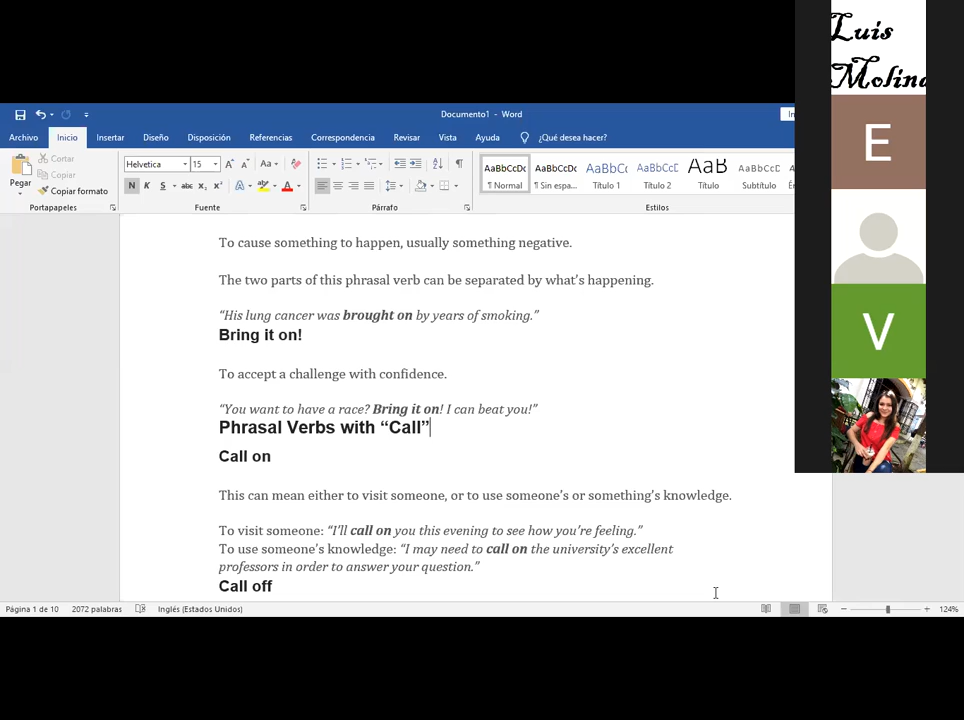 Luis
Documento1 - Word
Archivo Inicio Insertar Diseño Disposición Referencias Correspondencia Revisar Vista Ayuda ¿Qué desea hacer?
Pegar
Cortar
Copiar
Copiar formato
Helvetica 15
N K S abc x₂ x²
AaBbCcDc AaBbCcDc AaBbCc AaBbCcC AaB AaBbCcD
¶ Normal ¶ Sin espa... Título 1 Título 2 Título Subtítulo
Portapapeles Fuente Párrafo Estilos
E
V
To cause something to happen, usually something negative.
The two parts of this phrasal verb can be separated by what's happening.
“His lung cancer was brought on by years of smoking.”
Bring it on!
To accept a challenge with confidence.
“You want to have a race? Bring it on! I can beat you!”
Phrasal Verbs with “Call”
Call on
This can mean either to visit someone, or to use someone's or something's knowledge.
To visit someone: “I'll call on you this evening to see how you're feeling.”
To use someone's knowledge: “I may need to call on the university's excellent
professors in order to answer your question.”
Call off
Página 1 de 10 2072 palabras Inglés (Estados Unidos) 124%